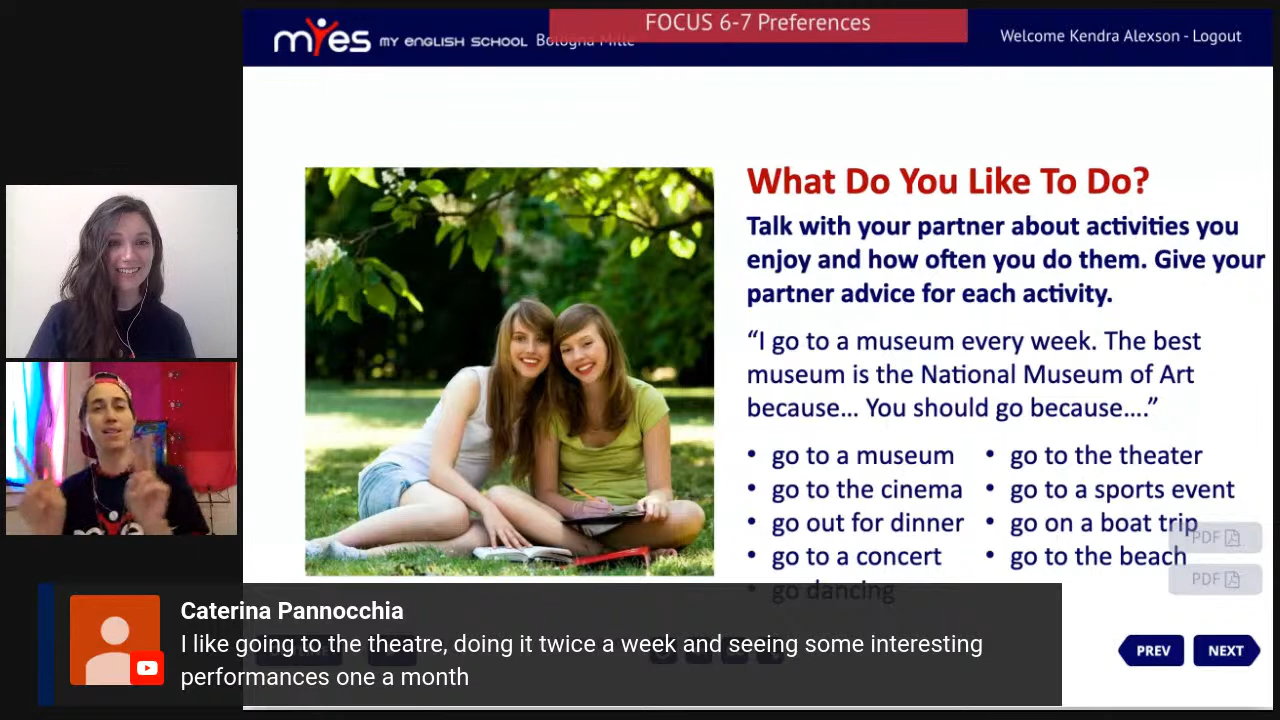 FOCUS 6-7 Preferences
myes MY ENGLISH SCHOOL Bologna Mille
Welcome Kendra Alexson - Logout
What Do You Like To Do?
Talk with your partner about activities you
enjoy and how often you do them. Give your
partner advice for each activity.
“I go to a museum every week. The best
museum is the National Museum of Art
because... You should go because....”
• go to a museum
• go to the cinema
• go out for dinner
• go to a concert
• go dancing
• go to the theater
• go to a sports event
• go on a boat trip
• go to the beach
PDF
PDF
PREV
NEXT
Caterina Pannocchia
I like going to the theatre, doing it twice a week and seeing some interesting
performances one a month